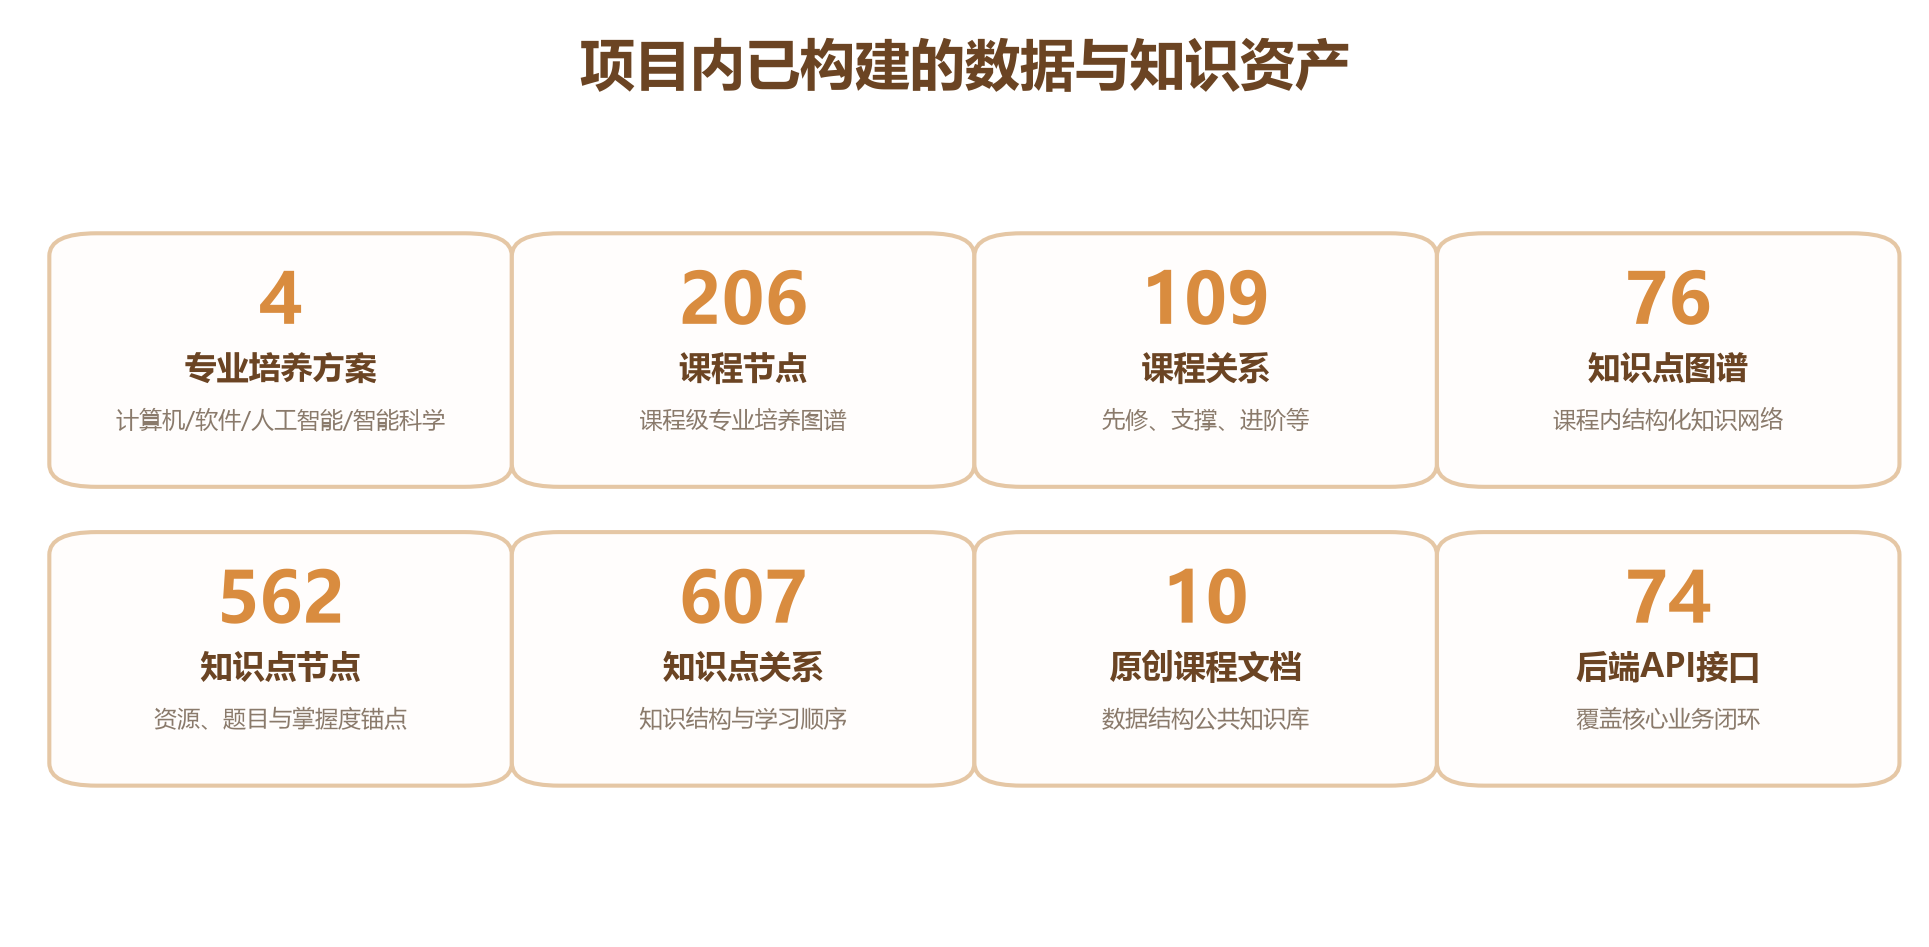 项目内已构建的数据与知识资产
4
专业培养方案
计算机/软件/人工智能/智能科学
206
课程节点
课程级专业培养图谱
109
课程关系
先修、支撑、进阶等
76
知识点图谱
课程内结构化知识网络
562
知识点节点
资源、题目与掌握度锚点
607
知识点关系
知识结构与学习顺序
10
原创课程文档
数据结构公共知识库
74
后端API接口
覆盖核心业务闭环